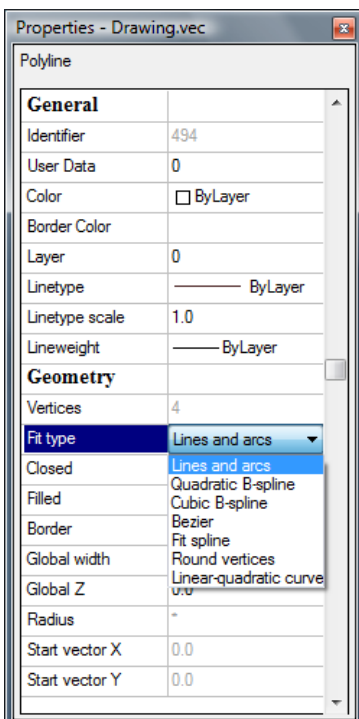 Properties - Drawing.vec
Polyline
General
Identifier 494
User Data 0
Color ByLayer
Border Color
Layer 0
Linetype ByLayer
Linetype scale 1.0
Lineweight ByLayer
Geometry
Vertices 4
Fit type Lines and arcs
Closed Lines and arcs
Quadratic B-spline
Filled Cubic B-spline
Border Bezier
Fit spline
Global width Round vertices
Linear-quadratic curve
Global Z 0.0
Radius *
Start vector X 0.0
Start vector Y 0.0